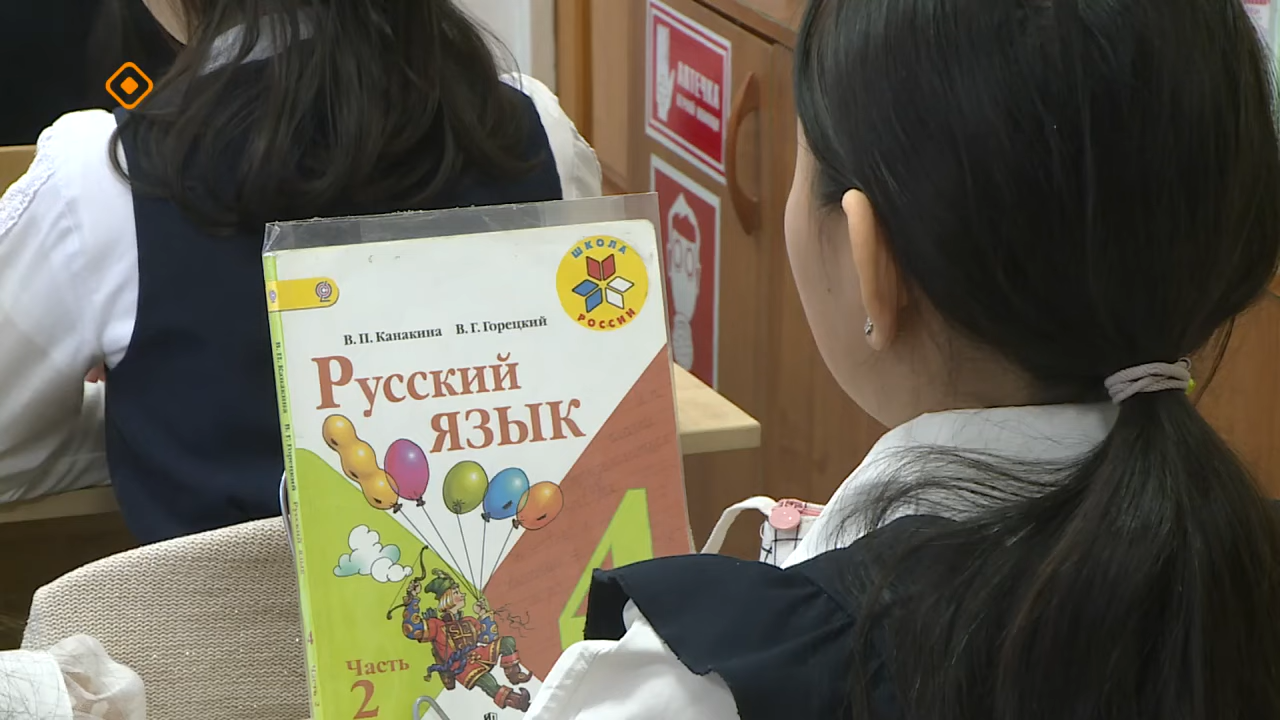 АПТЕЧКА
ШКОЛА
РОССИИ
В. П. Канакина В. Г. Горецкий
Русский
язык
4
Часть
2